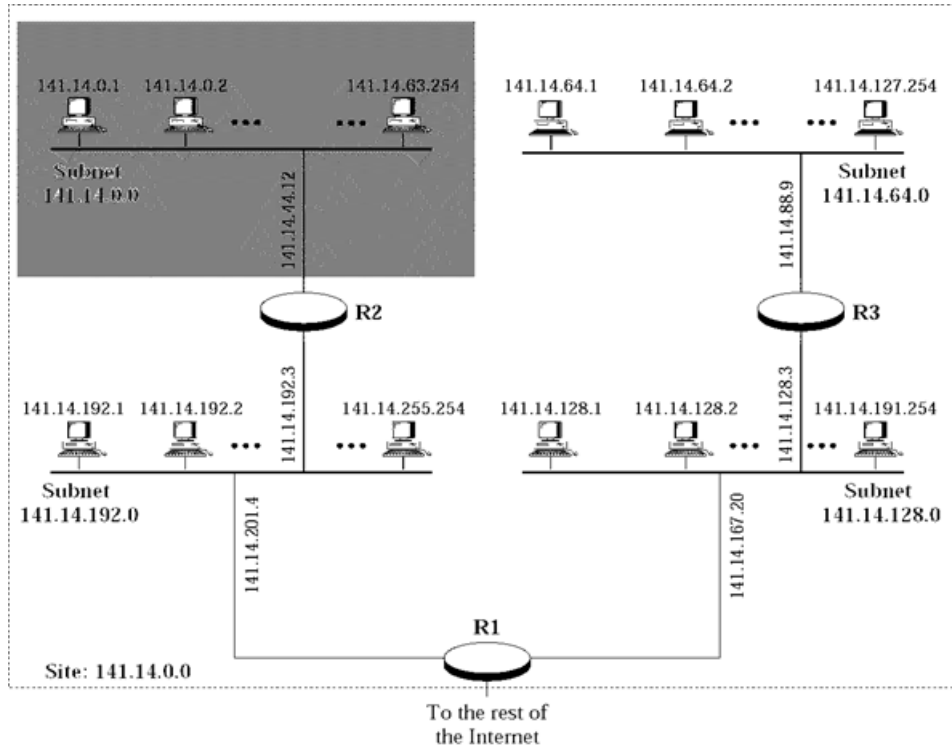 141.14.0.1
141.14.0.2
141.14.63.254
Subnet
141.14.0.0
141.14.44.12
141.14.64.1
141.14.64.2
141.14.127.254
Subnet
141.14.64.0
141.14.88.9
R2
R3
141.14.192.1
141.14.192.2
141.14.192.3
141.14.255.254
Subnet
141.14.192.0
141.14.201.4
141.14.128.1
141.14.128.2
141.14.128.3
141.14.191.254
Subnet
141.14.128.0
141.14.167.20
R1
Site: 141.14.0.0
To the rest of
the Internet